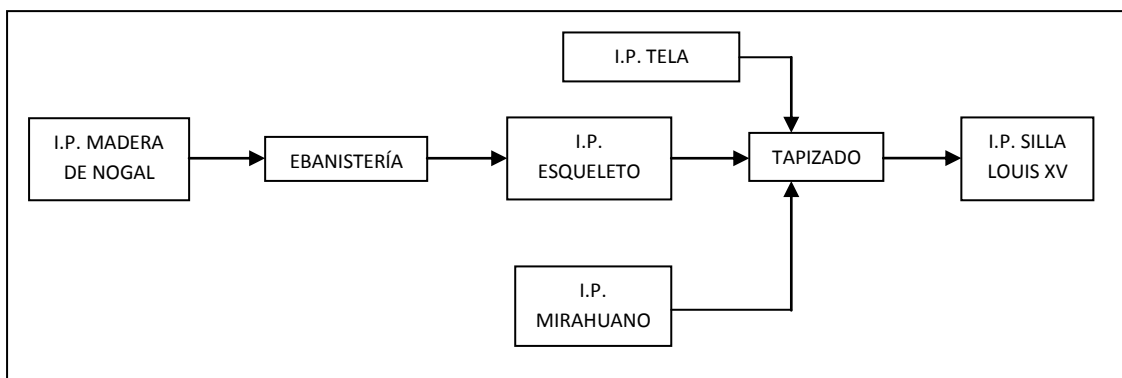 I.P. TELA
I.P. MADERA
DE NOGAL
EBANISTERÍA
I.P.
ESQUELETO
TAPIZADO
I.P. SILLA
LOUIS XV
I.P.
MIRAHUANO